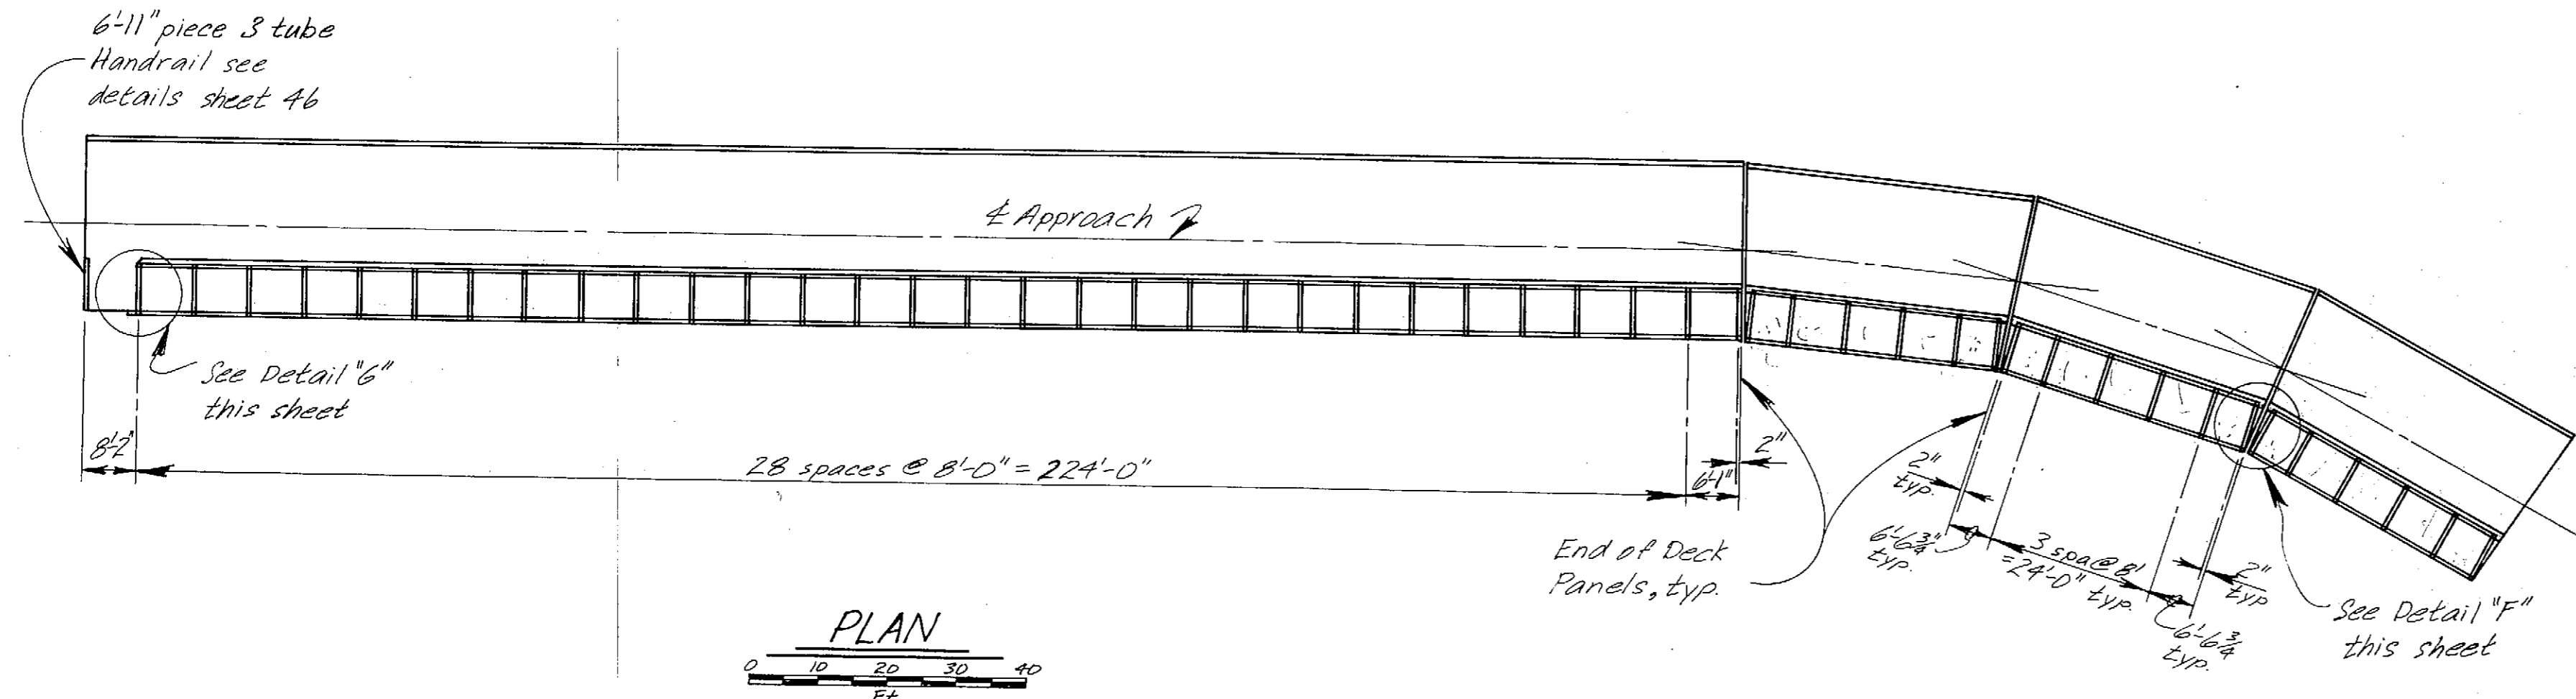 6'-11" piece 3 tube
Handrail see
details sheet 46
℄ Approach
See Detail "G"
this sheet
8'-2"
28 spaces @ 8'-0" = 224'-0"
2"
6'-1"
End of Deck
Panels, typ.
2"
typ.
6'-6 3/4"
typ.
3 spa @ 8'
= 24'-0" typ.
2"
typ
6'-6 3/4
typ.
See Detail "F"
this sheet
PLAN
0 10 20 30 40
Ft